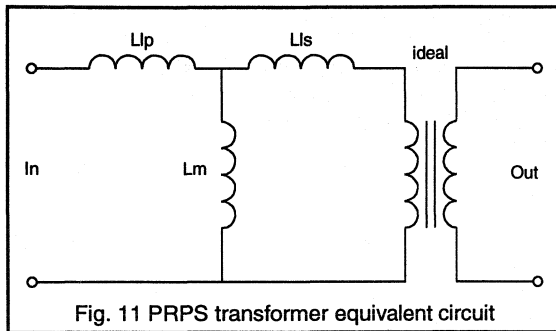 Llp
Lls
ideal
In
Lm
Out
Fig. 11 PRPS transformer equivalent circuit